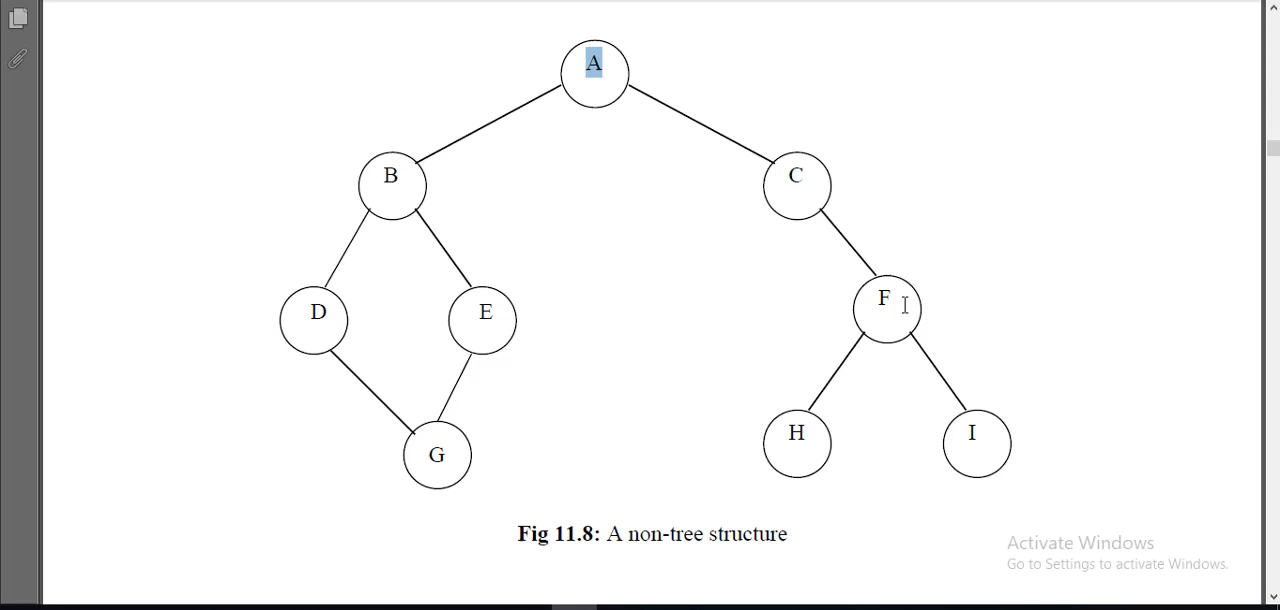 A
B
C
D
E
F
G
H
I
Fig 11.8: A non-tree structure
Activate Windows
Go to Settings to activate Windows.